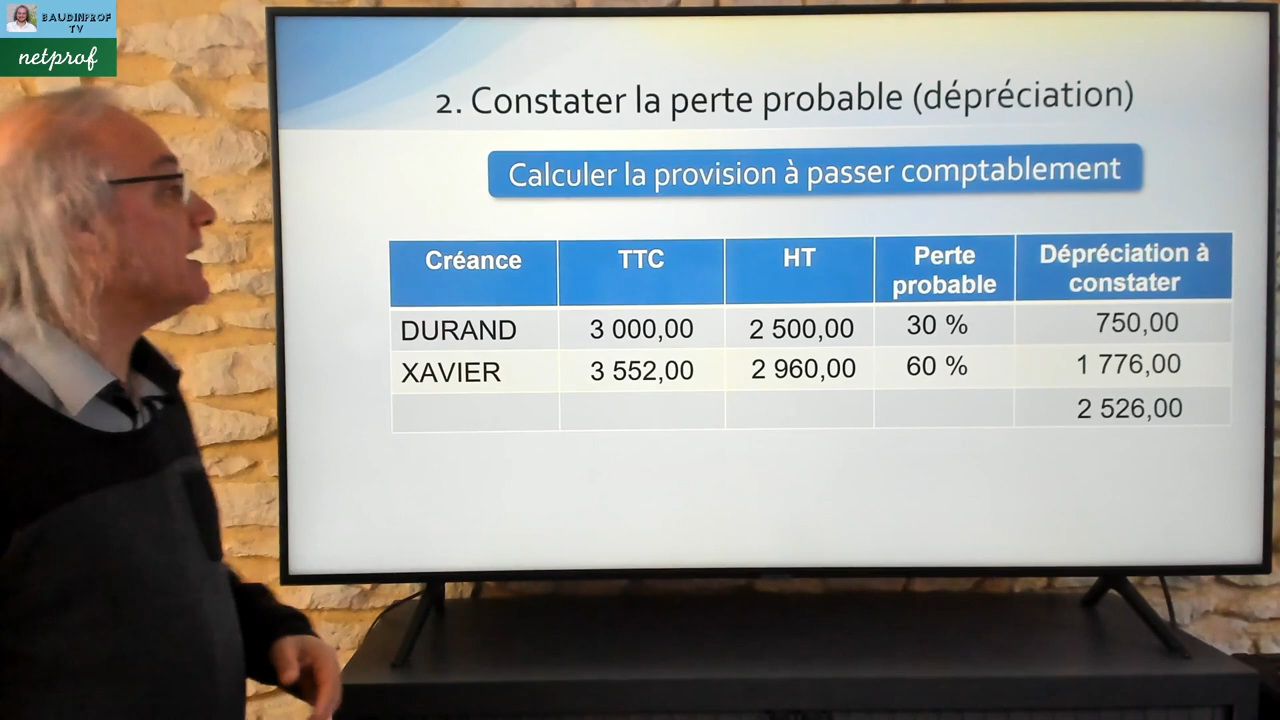 BAUDINPROF
TV
netprof
2. Constater la perte probable (dépréciation)
Calculer la provision à passer comptablement
Créance TTC HT Perte probable Dépréciation à constater
DURAND 3 000,00 2 500,00 30 % 750,00
XAVIER 3 552,00 2 960,00 60 % 1 776,00
2 526,00